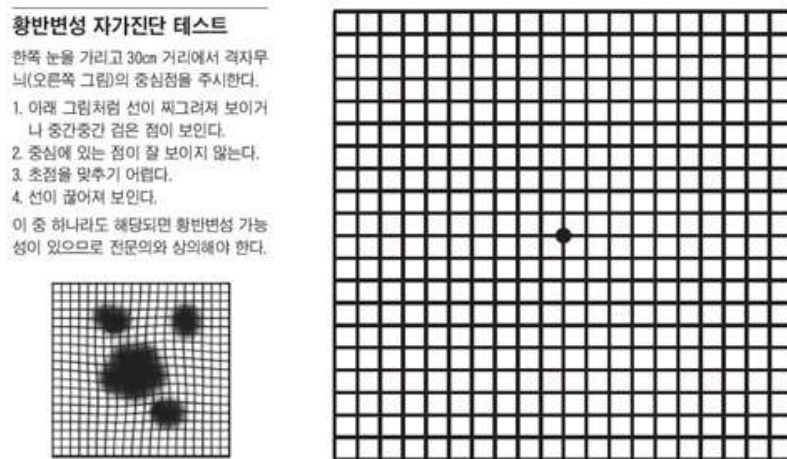 황반변성 자가진단 테스트
한쪽 눈을 가리고 30㎝ 거리에서 격자무
늬(오른쪽 그림)의 중심점을 주시한다.
1. 아래 그림처럼 선이 찌그려져 보이거
나 중간중간 검은 점이 보인다.
2. 중심에 있는 점이 잘 보이지 않는다.
3. 초점을 맞추기 어렵다.
4. 선이 끊어져 보인다.
이 중 하나라도 해당되면 황반변성 가능
성이 있으므로 전문의와 상의해야 한다.